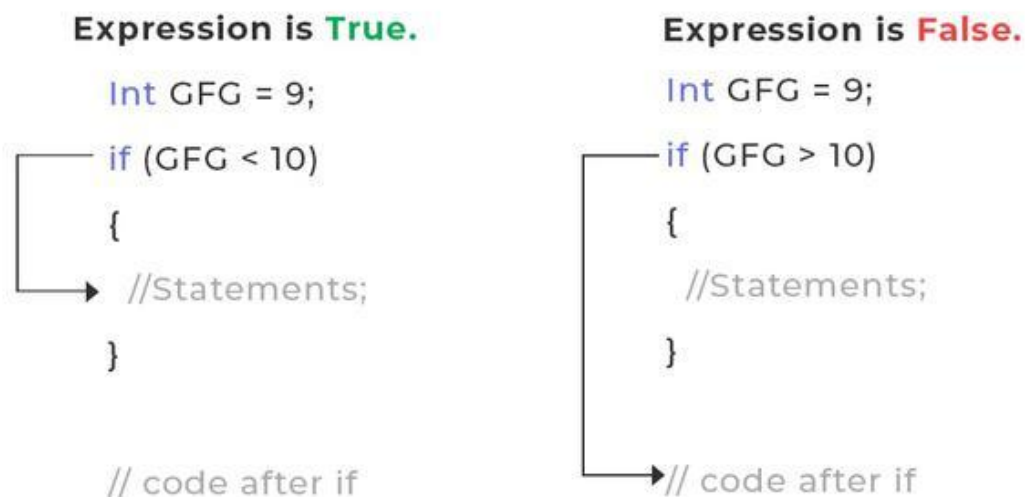 Expression is True.
Int GFG = 9;
if (GFG < 10)
{
//Statements;
}
// code after if
Expression is False.
Int GFG = 9;
if (GFG > 10)
{
//Statements;
}
// code after if